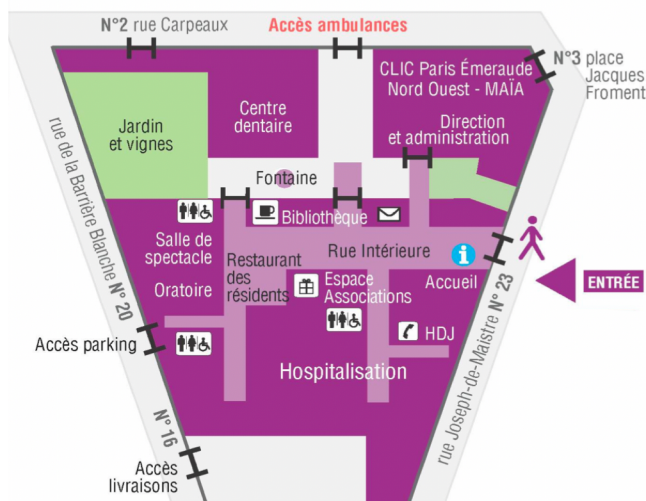 N°2 rue Carpeaux
Accès ambulances
N°3 place
Jacques
Froment
CLIC Paris Émeraude
Nord Ouest - MAÏA
Centre
dentaire
Jardin
et vignes
Direction
et administration
rue de la Barrière Blanche N° 20
Fontaine
Bibliothèque
Salle de
spectacle
Rue Intérieure
i
Restaurant
des
résidents
Oratoire
Espace
Associations
Accueil
ENTRÉE
rue Joseph-de-Maistre N° 23
Accès parking
HDJ
Hospitalisation
N° 16
Accès
livraisons